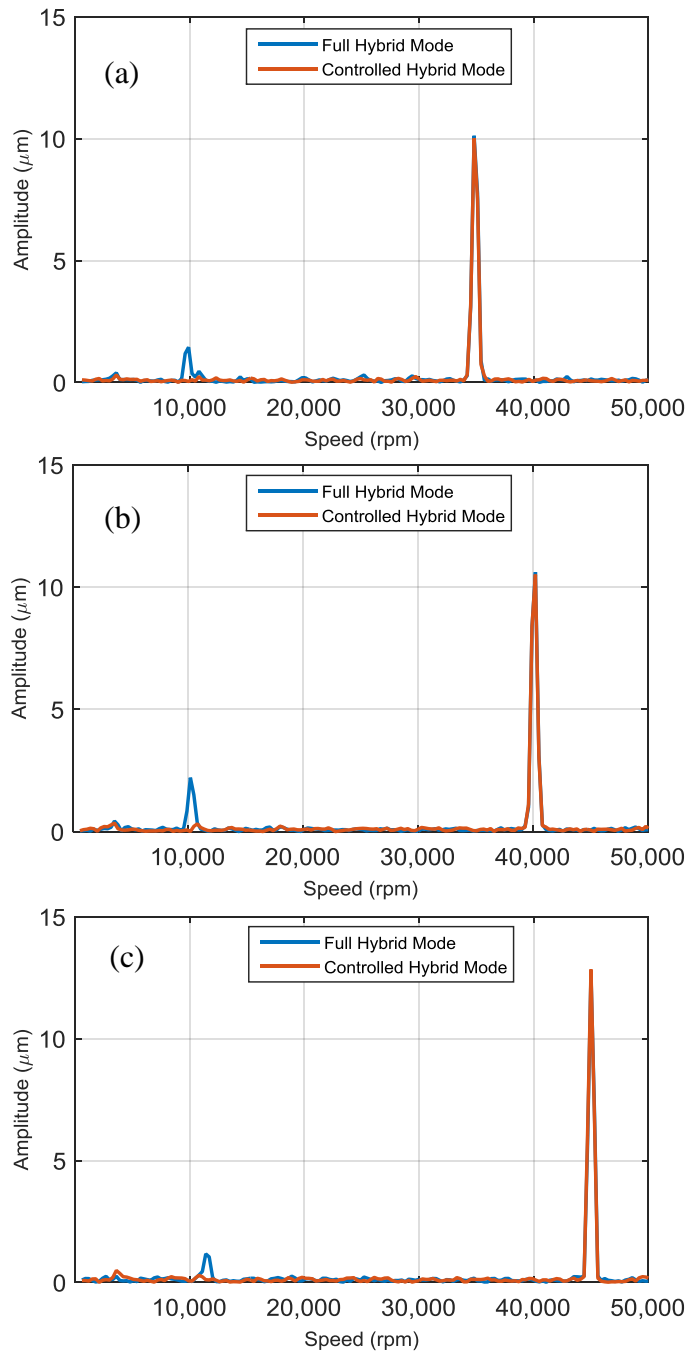 15
Full Hybrid Mode
(a)
Controlled Hybrid Mode
10
Amplitude (μm)
5
0
10,000 20,000 30,000 40,000 50,000
Speed (rpm)
15
Full Hybrid Mode
(b)
Controlled Hybrid Mode
10
Amplitude (μm)
5
0
10,000 20,000 30,000 40,000 50,000
Speed (rpm)
15
Full Hybrid Mode
(c)
Controlled Hybrid Mode
10
Amplitude (μm)
5
0
10,000 20,000 30,000 40,000 50,000
Speed (rpm)